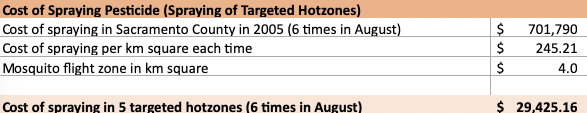 Cost of Spraying Pesticide (Spraying of Targeted Hotzones)
Cost of spraying in Sacramento County in 2005 (6 times in August) $ 701,790
Cost of spraying per km square each time $ 245.21
Mosquito flight zone in km square $ 4.0
Cost of spraying in 5 targeted hotzones (6 times in August) $ 29,425.16